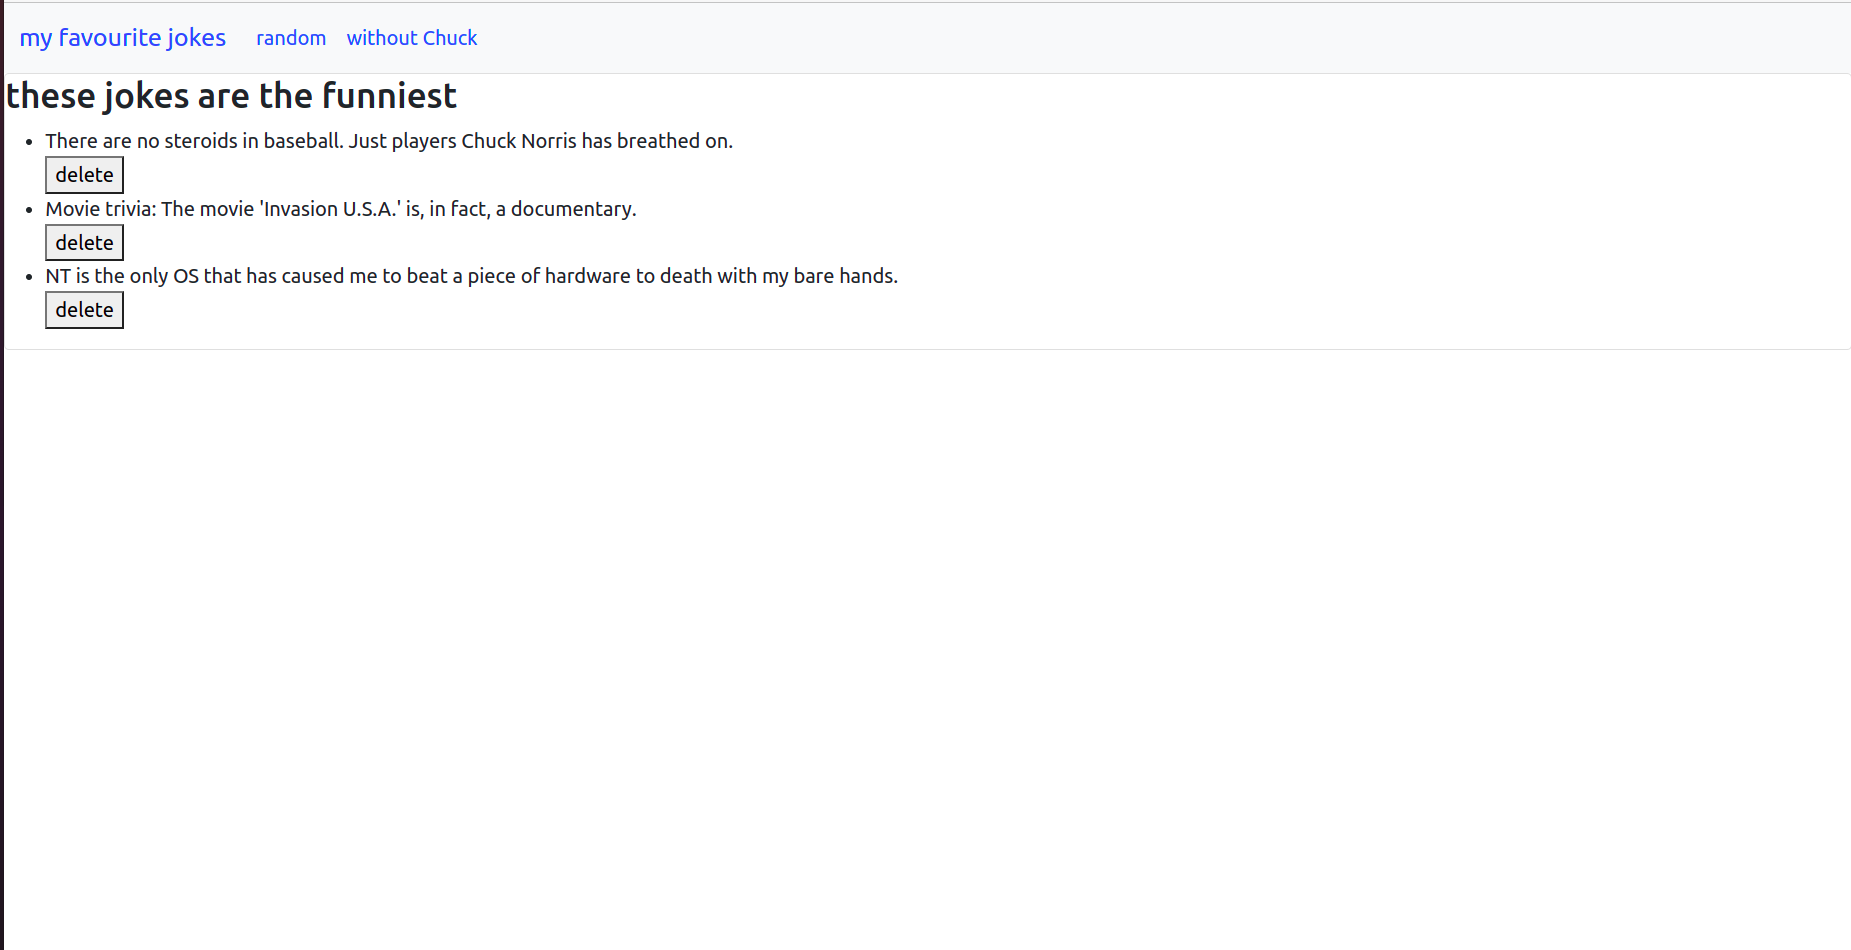 my favourite jokes random without Chuck
these jokes are the funniest
There are no steroids in baseball. Just players Chuck Norris has breathed on.
delete
Movie trivia: The movie 'Invasion U.S.A.' is, in fact, a documentary.
delete
NT is the only OS that has caused me to beat a piece of hardware to death with my bare hands.
delete